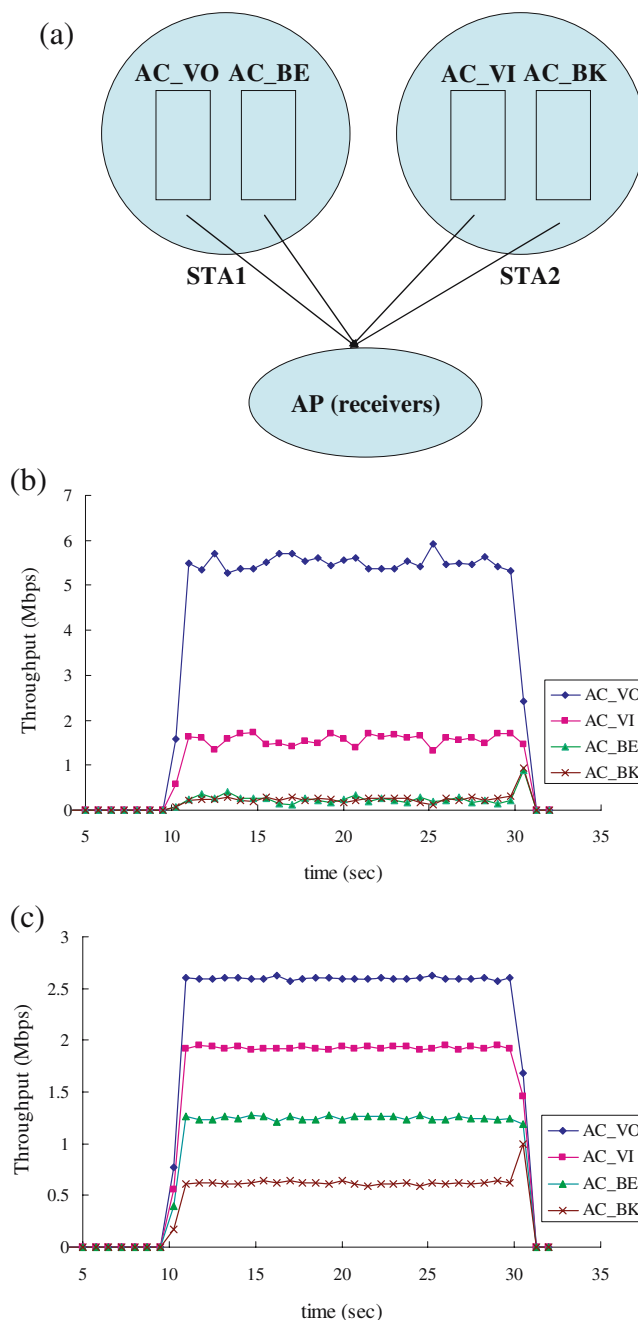 (a)
AC_VO AC_BE
AC_VI AC_BK
STA1
STA2
AP (receivers)
(b)
Throughput (Mbps)
7
6
5
4
3
2
1
0
5 10 15 20 25 30 35
time (sec)
AC_VO
AC_VI
AC_BE
AC_BK
(c)
Throughput (Mbps)
3
2.5
2
1.5
1
0.5
0
5 10 15 20 25 30 35
time (sec)
AC_VO
AC_VI
AC_BE
AC_BK